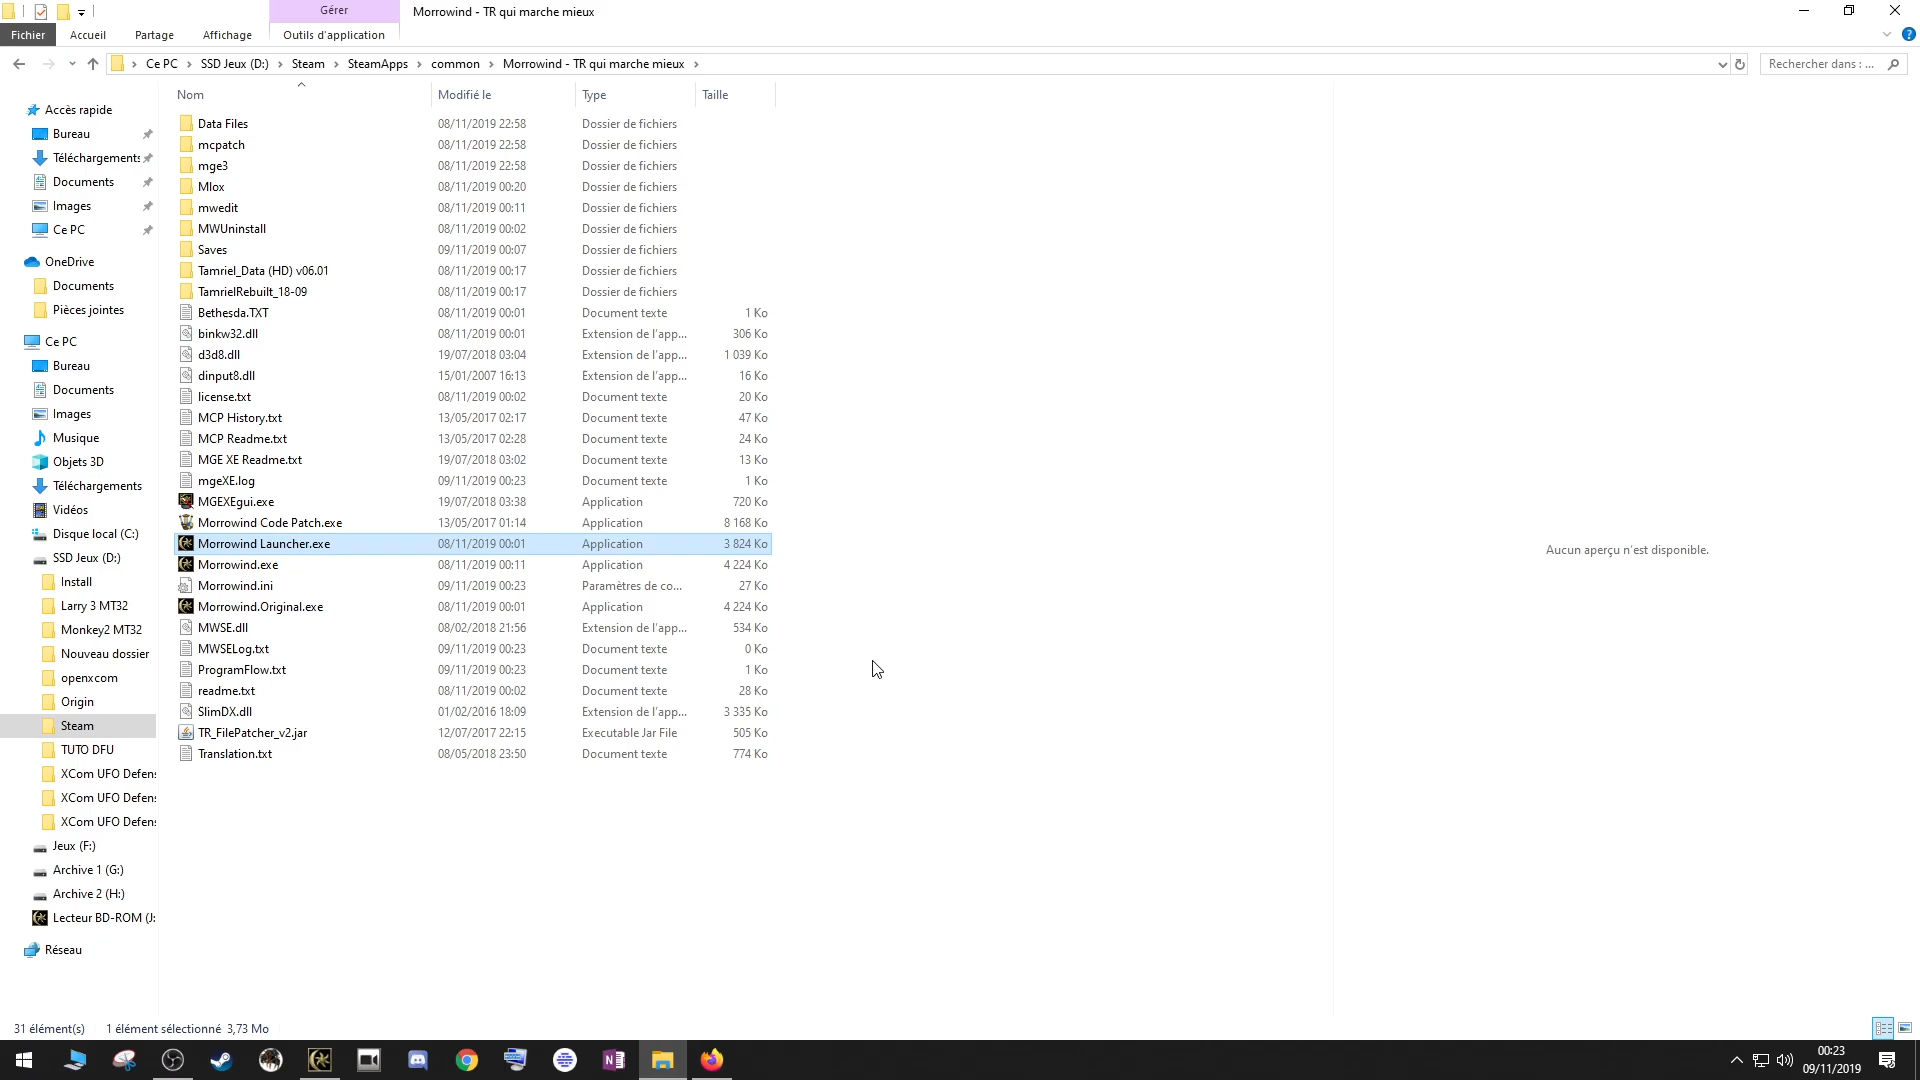 Gérer
Morrowind - TR qui marche mieux
Fichier
Accueil
Partage
Affichage
Outils d'application
Ce PC
SSD Jeux (D:)
Steam
SteamApps
common
Morrowind - TR qui marche mieux
Rechercher dans : ...
Nom
Modifié le
Type
Taille
Accès rapide
Bureau
Téléchargements
Documents
Images
Ce PC
OneDrive
Documents
Pièces jointes
Ce PC
Bureau
Documents
Images
Musique
Objets 3D
Téléchargements
Vidéos
Disque local (C:)
SSD Jeux (D:)
Install
Larry 3 MT32
Monkey2 MT32
Nouveau dossier
openxcom
Origin
Steam
TUTO DFU
XCom UFO Defens
XCom UFO Defens
XCom UFO Defens
Jeux (F:)
Archive 1 (G:)
Archive 2 (H:)
Lecteur BD-ROM (J:
Réseau
Data Files 08/11/2019 22:58 Dossier de fichiers
mcpatch 08/11/2019 22:58 Dossier de fichiers
mge3 08/11/2019 22:58 Dossier de fichiers
Mlox 08/11/2019 00:20 Dossier de fichiers
mwedit 08/11/2019 00:11 Dossier de fichiers
MWUninstall 08/11/2019 00:02 Dossier de fichiers
Saves 09/11/2019 00:07 Dossier de fichiers
Tamriel_Data (HD) v06.01 08/11/2019 00:17 Dossier de fichiers
TamrielRebuilt_18-09 08/11/2019 00:17 Dossier de fichiers
Bethesda.TXT 08/11/2019 00:01 Document texte 1 Ko
binkw32.dll 08/11/2019 00:01 Extension de l'app... 306 Ko
d3d8.dll 19/07/2018 03:04 Extension de l'app... 1 039 Ko
dinput8.dll 15/01/2007 16:13 Extension de l'app... 16 Ko
license.txt 08/11/2019 00:02 Document texte 20 Ko
MCP History.txt 13/05/2017 02:17 Document texte 47 Ko
MCP Readme.txt 13/05/2017 02:28 Document texte 24 Ko
MGE XE Readme.txt 19/07/2018 03:02 Document texte 13 Ko
mgeXE.log 09/11/2019 00:23 Document texte 1 Ko
MGEXEgui.exe 19/07/2018 03:38 Application 720 Ko
Morrowind Code Patch.exe 13/05/2017 01:14 Application 8 168 Ko
Morrowind Launcher.exe 08/11/2019 00:01 Application 3 824 Ko
Morrowind.exe 08/11/2019 00:11 Application 4 224 Ko
Morrowind.ini 09/11/2019 00:23 Paramètres de co... 27 Ko
Morrowind.Original.exe 08/11/2019 00:01 Application 4 224 Ko
MWSE.dll 08/02/2018 21:56 Extension de l'app... 534 Ko
MWSELog.txt 09/11/2019 00:23 Document texte 0 Ko
ProgramFlow.txt 09/11/2019 00:23 Document texte 1 Ko
readme.txt 08/11/2019 00:02 Document texte 28 Ko
SlimDX.dll 01/02/2016 18:09 Extension de l'app... 3 335 Ko
TR_FilePatcher_v2.jar 12/07/2017 22:15 Executable Jar File 505 Ko
Translation.txt 08/05/2018 23:50 Document texte 774 Ko
Aucun aperçu n'est disponible.
31 élément(s)
1 élément sélectionné 3,73 Mo
00:23
09/11/2019